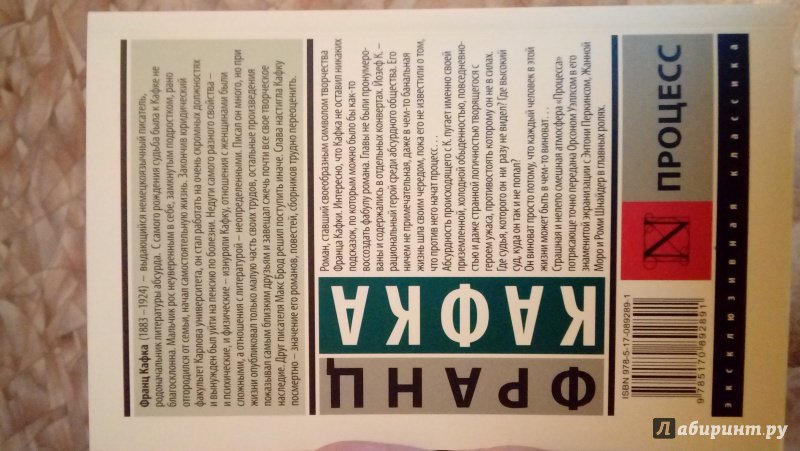 Франц Кафка (1883 –1924) – выдающийся немецкоязычный писатель,
родоначальник литературы абсурда. С самого рождения судьба была к Кафке не
благосклонна. Мальчик рос неуверенным в себе, замкнутым подростком, рано
отгородился от семьи, начал самостоятельную жизнь. Закончив юридический
факультет Карлова университета, он стал работать на очень скромных должностях
и вынужден был уйти на пенсию по болезни. Недуги самого разного свойства –
и психические, и физические – изнуряли Кафку, отношения с женщинами были
сложными, а отношения с литературой – неопределенными. Писал он много, но при
жизни опубликовал только малую часть своих трудов, остальные произведения
показывал самым близким друзьям и завещал сжечь почти все свое творческое
наследие. Друг писателя Макс Брод решил поступить иначе. Слава настигла Кафку
посмертно – значение его романов, повестей, сборников трудно переоценить.
ФРАНЦ
КАФКА
Роман, ставший своеобразным символом творчества
Франца Кафки. Интересно, что Кафка не оставил никаких
подсказок, по которым можно было бы как-то
воссоздать фабулу романа. Главы не были пронумеро-
ваны и содержались в отдельных конвертах. Йозеф К. –
рациональный герой среди абсурдного общества. Его
ничем не примечательная, даже в чем-то банальная
жизнь шла своим чередом, пока его не известили о том,
что против него начат процесс…
Абсурдность происходящего с К. пугает именно своей
приземленной, холодной обыденностью, повседневно-
стью и даже странной логичностью творящегося с
героем ужаса, противостоять которому он не в силах.
Где судья, которого он ни разу не видел? Где высокий
суд, куда он так и не попал?
Он виноват просто потому, что каждый человек в этой
жизни может быть в чем-то виноват…
Страшная и нелепо смешная атмосфера «Процесса»
потрясающе точно передана Орсоном Уэллсом в его
знаменитой экранизации с Энтони Перкинсом, Жанной
Моро и Роми Шнайдер в главных ролях.
ISBN 978-5-17-089289-1
9 785170 892891
N
ПРОЦЕСС
эксклюзивная классика
Лабиринт.ру